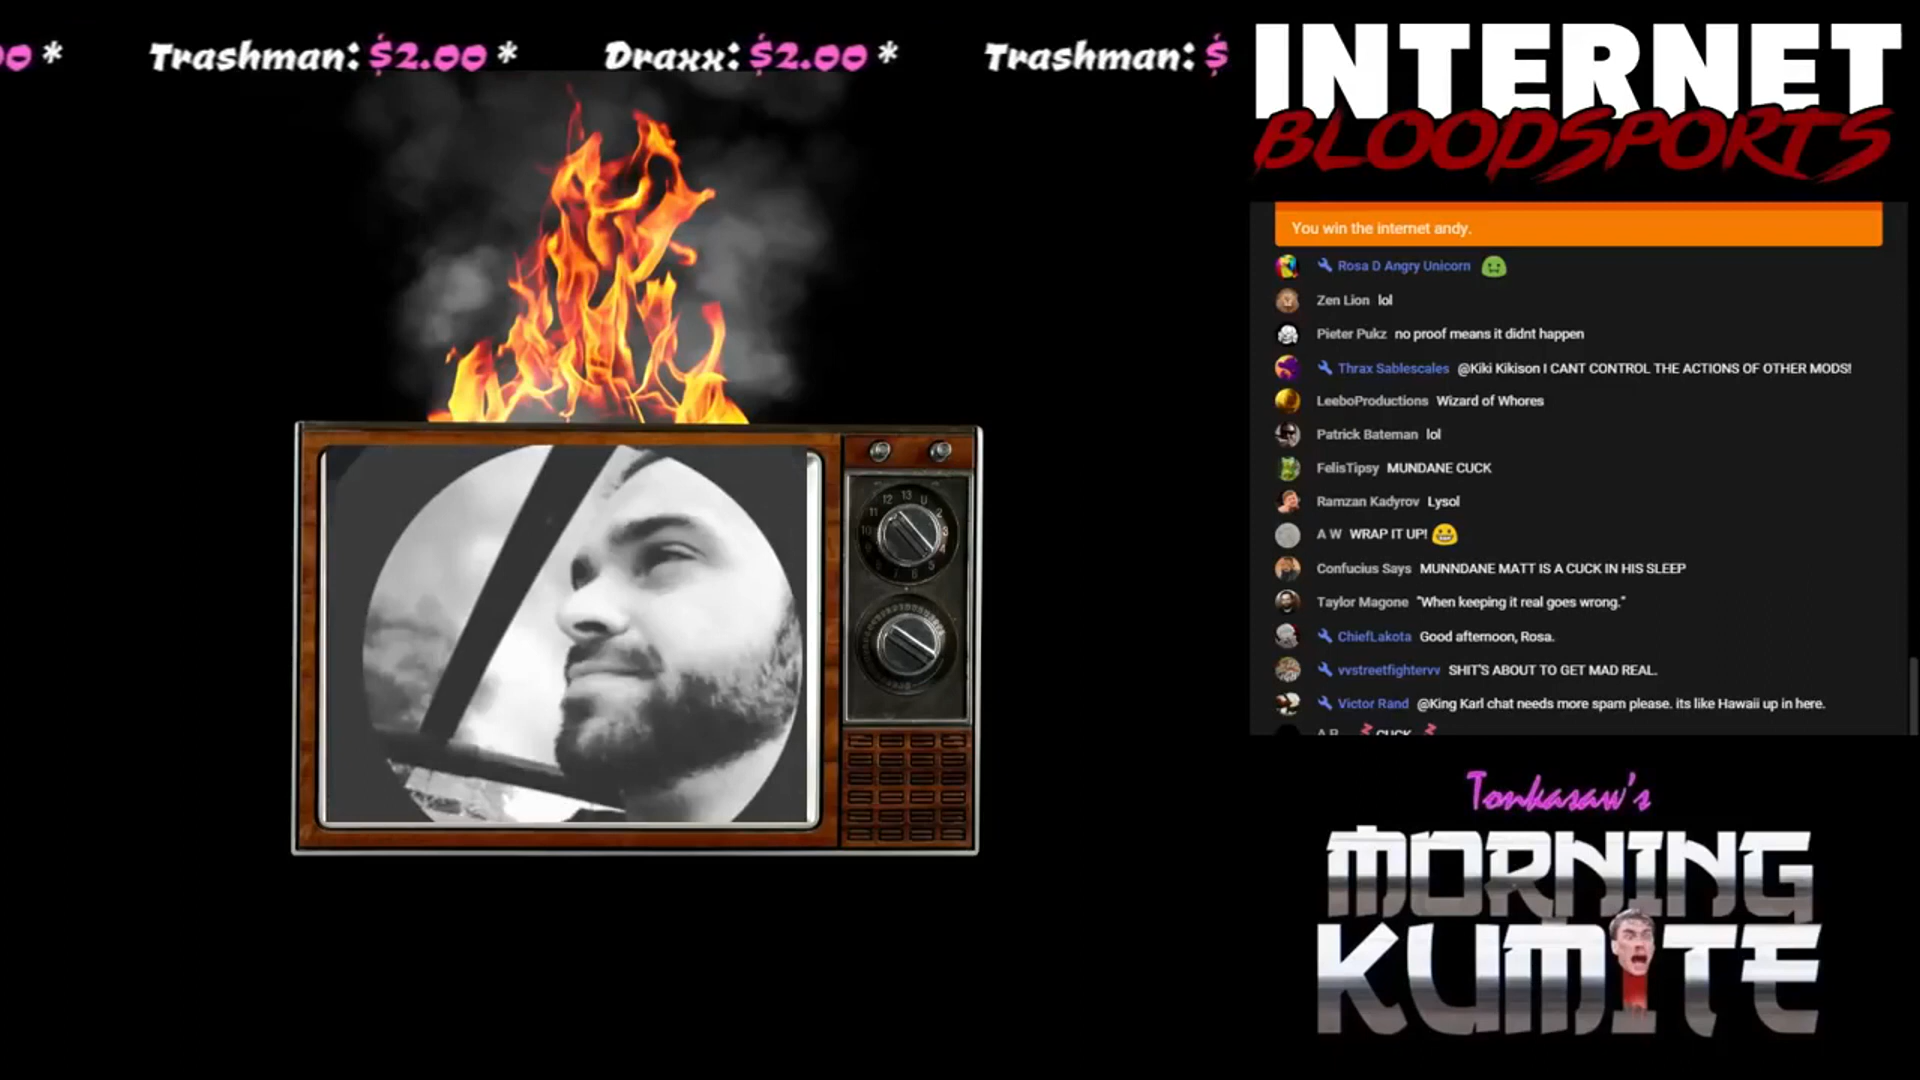 00 * Trashman: $2.00 * Draxx: $2.00 * Trashman: $
INTERNET
BLOODSPORTS
You win the internet andy.
Rosa D Angry Unicorn
Zen Lion lol
Pieter Pukz no proof means it didnt happen
Thrax Sablescales @Kiki Kikison I CANT CONTROL THE ACTIONS OF OTHER MODS!
LeeboProductions Wizard of Whores
Patrick Bateman lol
FelisTipsy MUNDANE CUCK
Ramzan Kadyrov Lysol
A W WRAP IT UP!
Confucius Says MUNNDANE MATT IS A CUCK IN HIS SLEEP
Taylor Magone "When keeping it real goes wrong."
ChiefLakota Good afternoon, Rosa.
vvstreetfightervv SHIT'S ABOUT TO GET MAD REAL.
Victor Rand @King Karl chat needs more spam please. its like Hawaii up in here.
CUCK
Tonkasaw's
MORNING
KUMITE